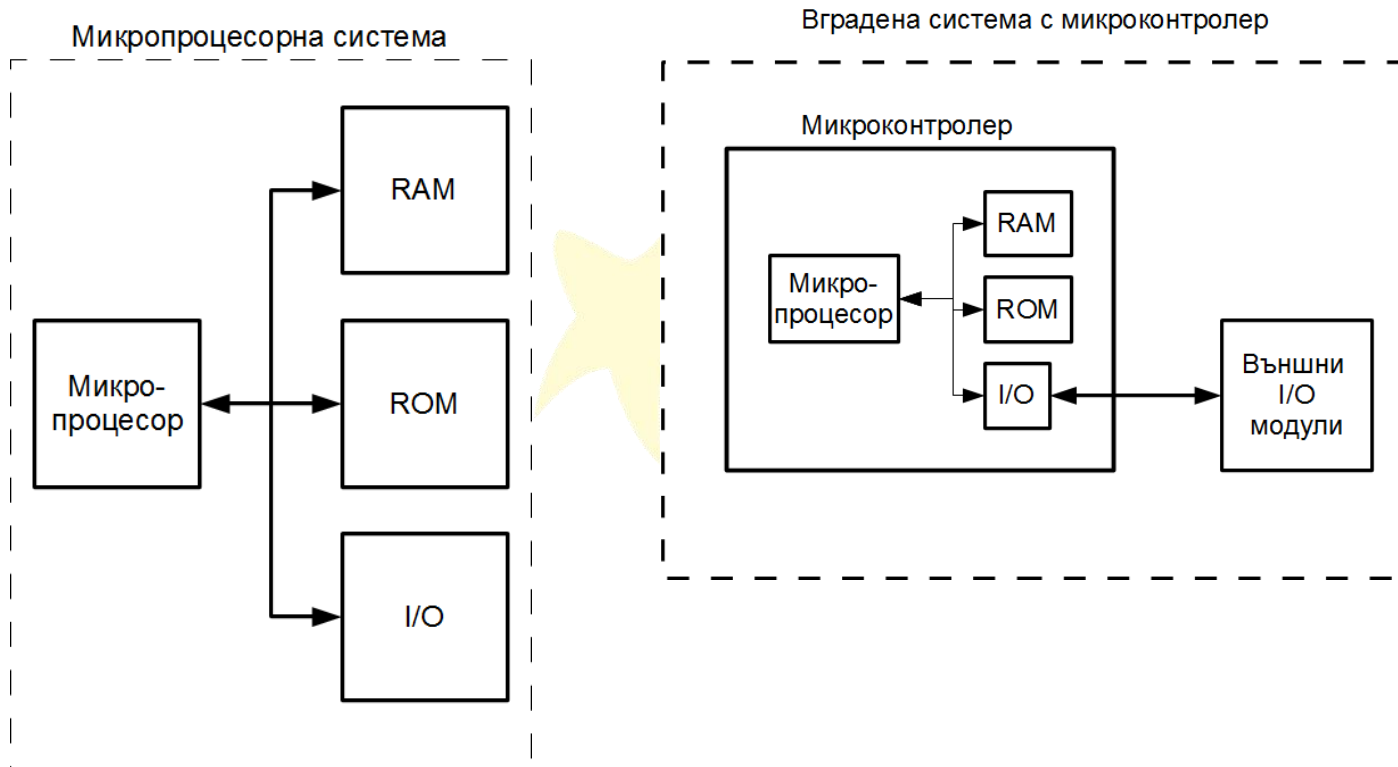 Микропроцесорна система
RAM
Микро-
процесор
ROM
I/O
Вградена система с микроконтролер
Микроконтролер
RAM
Микро-
процесор
ROM
I/O
Външни
I/O
модули